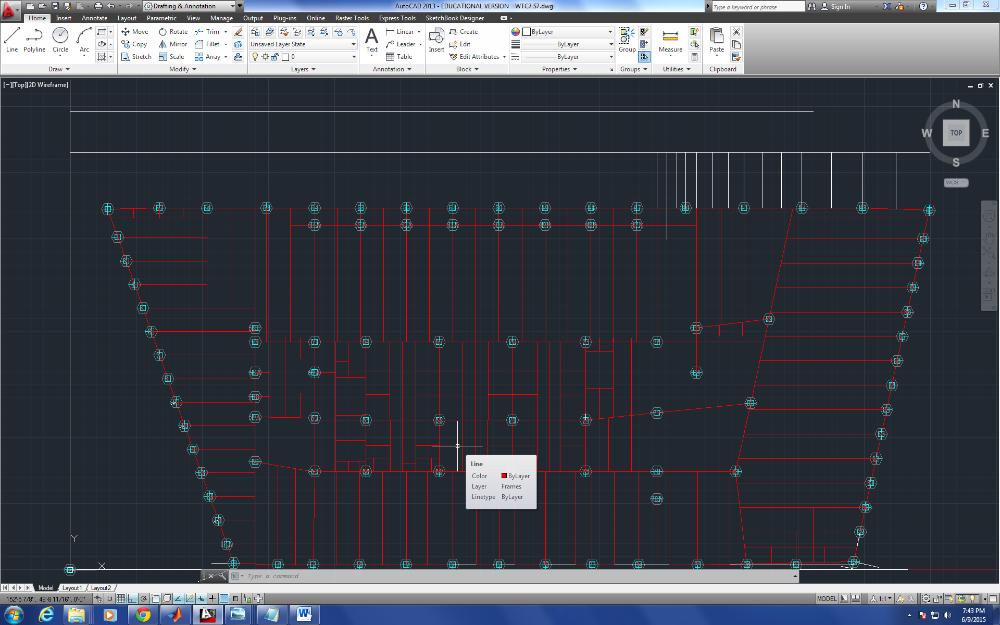 Drafting & Annotation
AutoCAD 2013 - EDUCATIONAL VERSION WTC7 S7.dwg
Type a keyword or phrase
Sign In
Home Insert Annotate Layout Parametric View Manage Output Plug-ins Online Raster Tools Express Tools SketchBook Designer
Line Polyline Circle Arc
Move Rotate Trim
Copy Mirror Fillet
Stretch Scale Array
Unsaved Layer State
0
Text
Linear
Leader
Table
Insert
Create
Edit
Edit Attributes
ByLayer
ByLayer
ByLayer
Group
Measure
Paste
Draw Modify Layers Annotation Block Properties Groups Utilities Clipboard
[−][Top][2D Wireframe]
N
W TOP E
S
WCS
Line
Color ByLayer
Layer Frames
Linetype ByLayer
Y
X
Type a command
Model Layout1 Layout2
152'-5 7/8", 48'-8 11/16", 0'-0"
MODEL
1:1
7:43 PM
6/9/2015